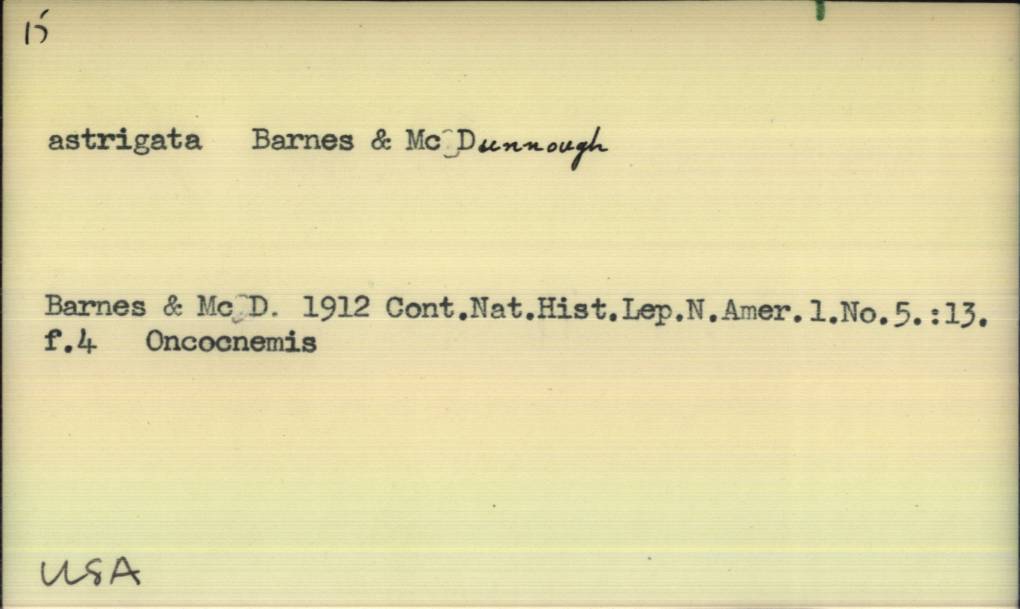 15
astrigata Barnes & McDunnough
Barnes & McD. 1912 Cont.Nat.Hist.Lep.N.Amer.1.No.5.:13.
f.4 Oncocnemis
USA